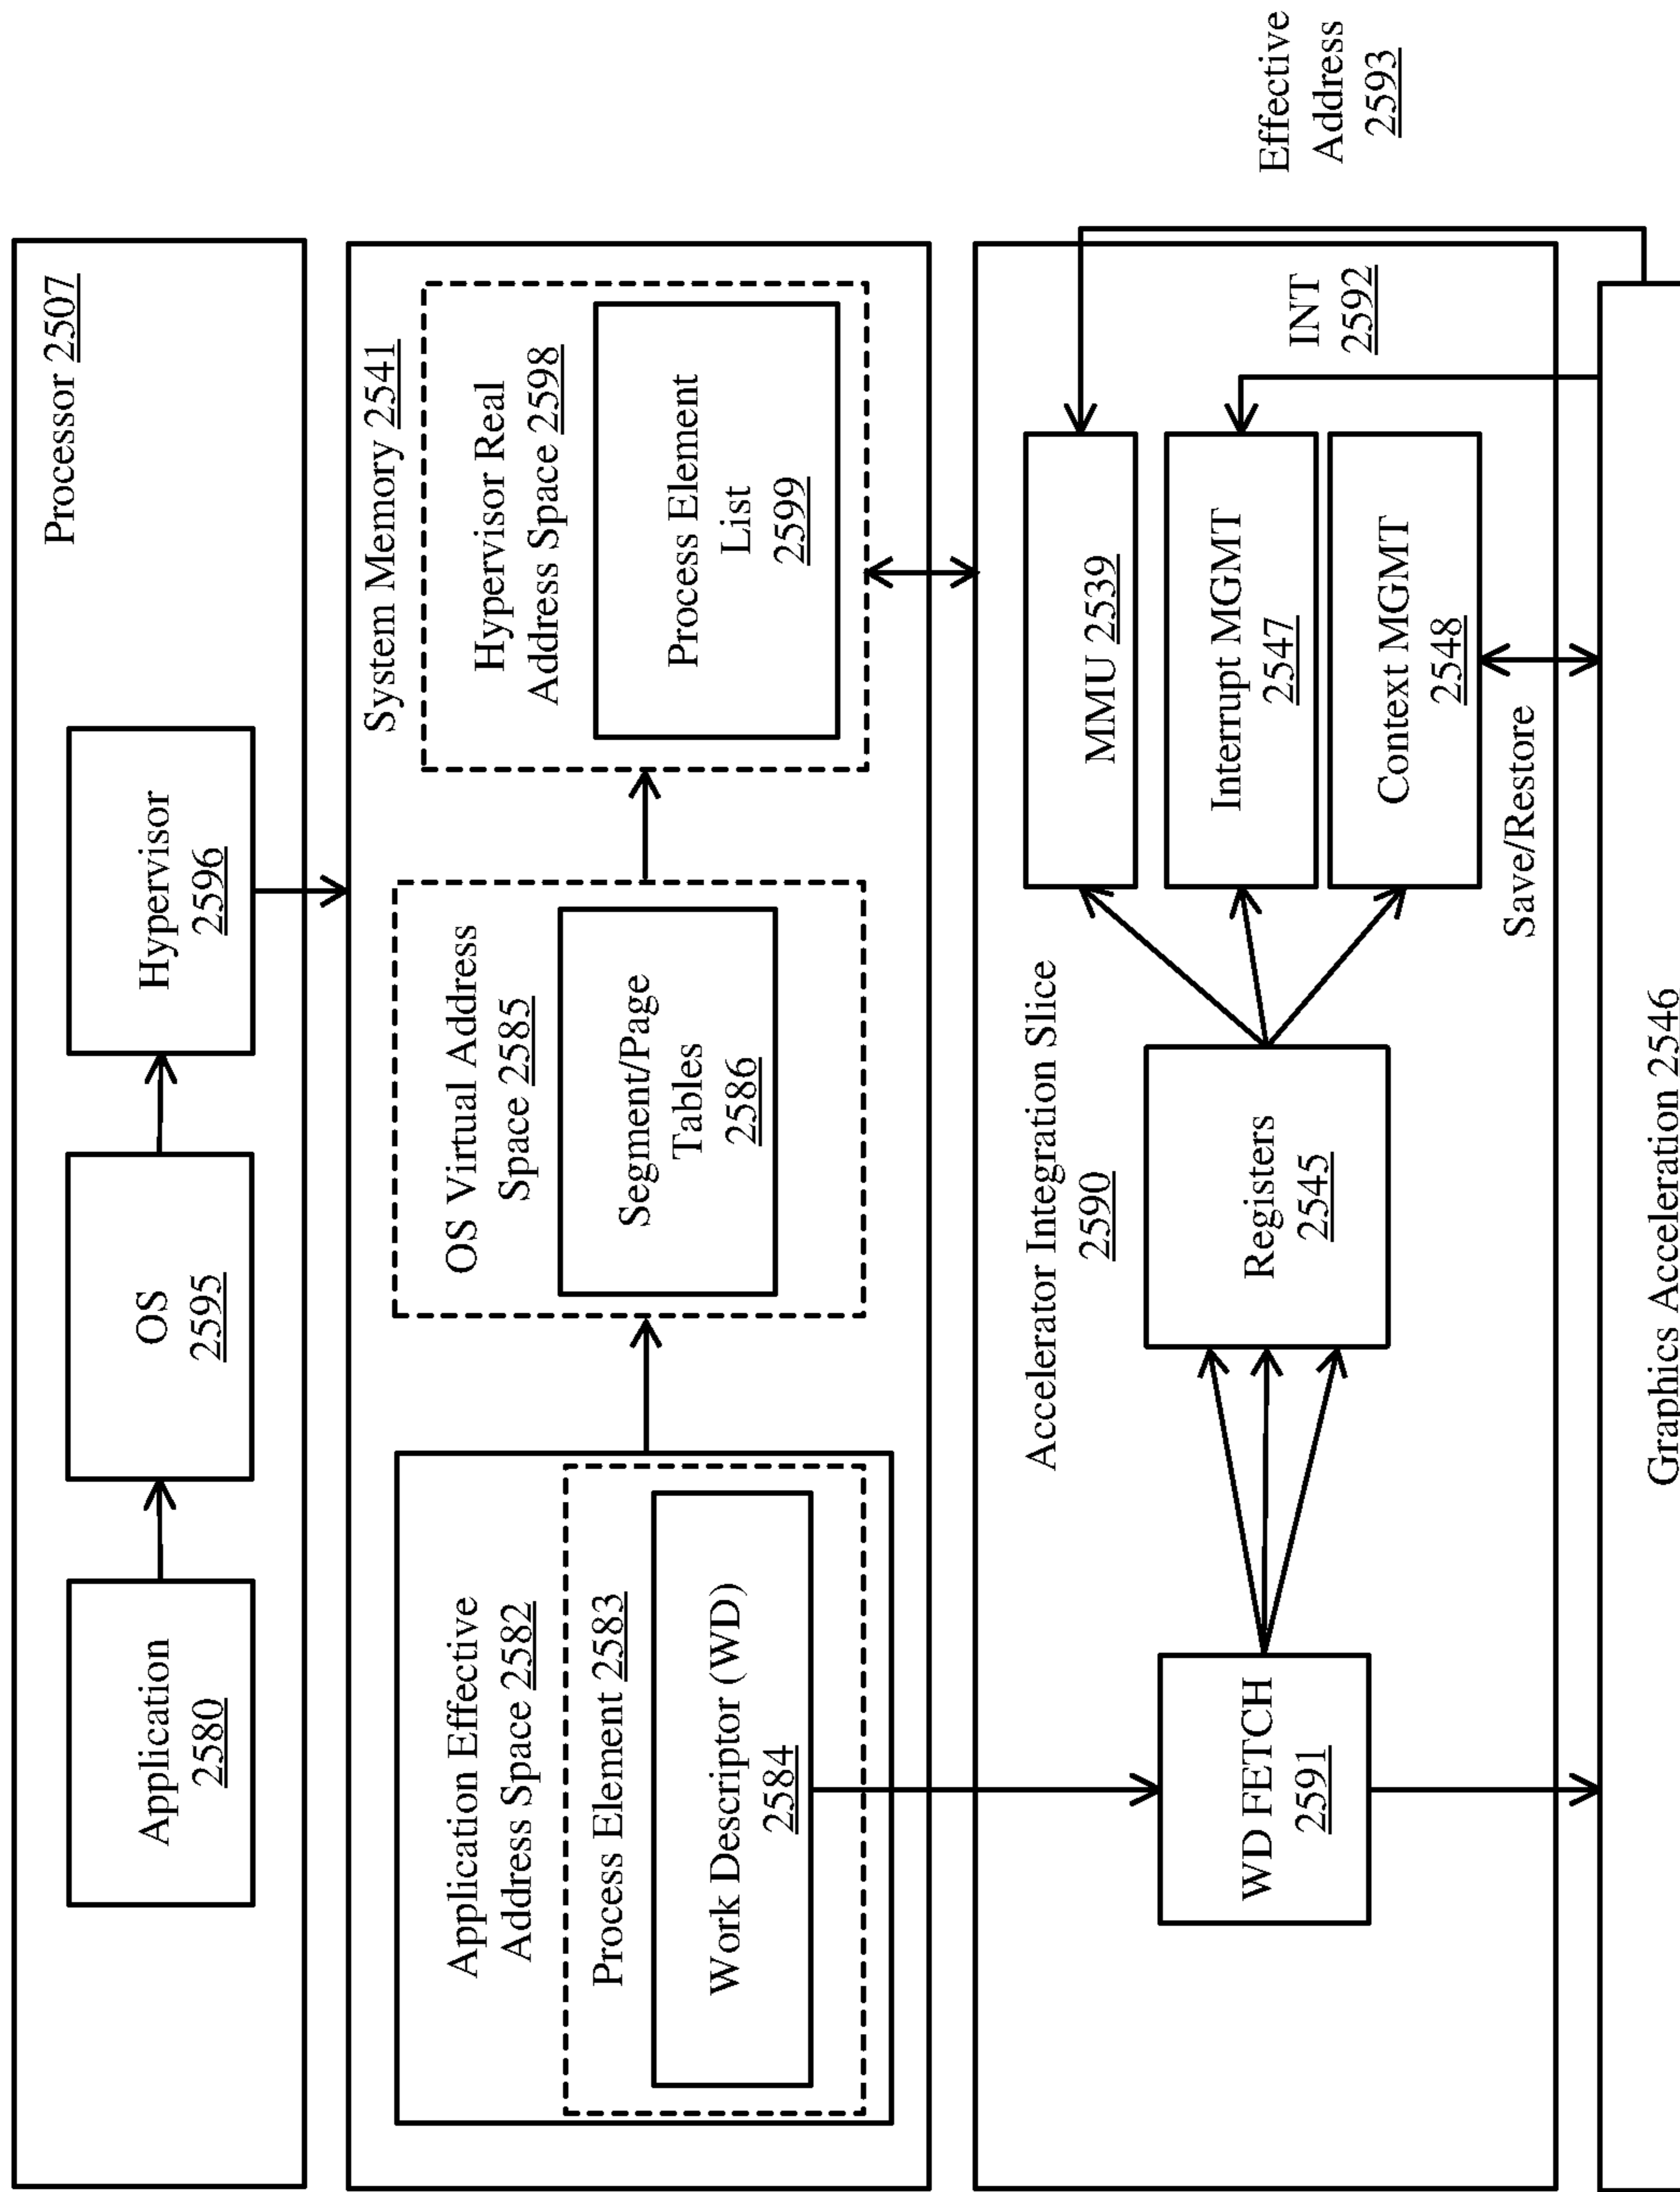 Processor 2507
Application
2580
OS
2595
Hypervisor
2596
System Memory 2541
Application Effective
Address Space 2582
Process Element 2583
Work Descriptor (WD)
2584
OS Virtual Address
Space 2585
Segment/Page
Tables
2586
Hypervisor Real
Address Space 2598
Process Element
List
2599
Accelerator Integration Slice
2590
WD FETCH
2591
Registers
2545
MMU 2539
Interrupt MGMT
2547
Context MGMT
2548
Save/Restore
INT
2592
Effective
Address
2593
Graphics Acceleration 2546